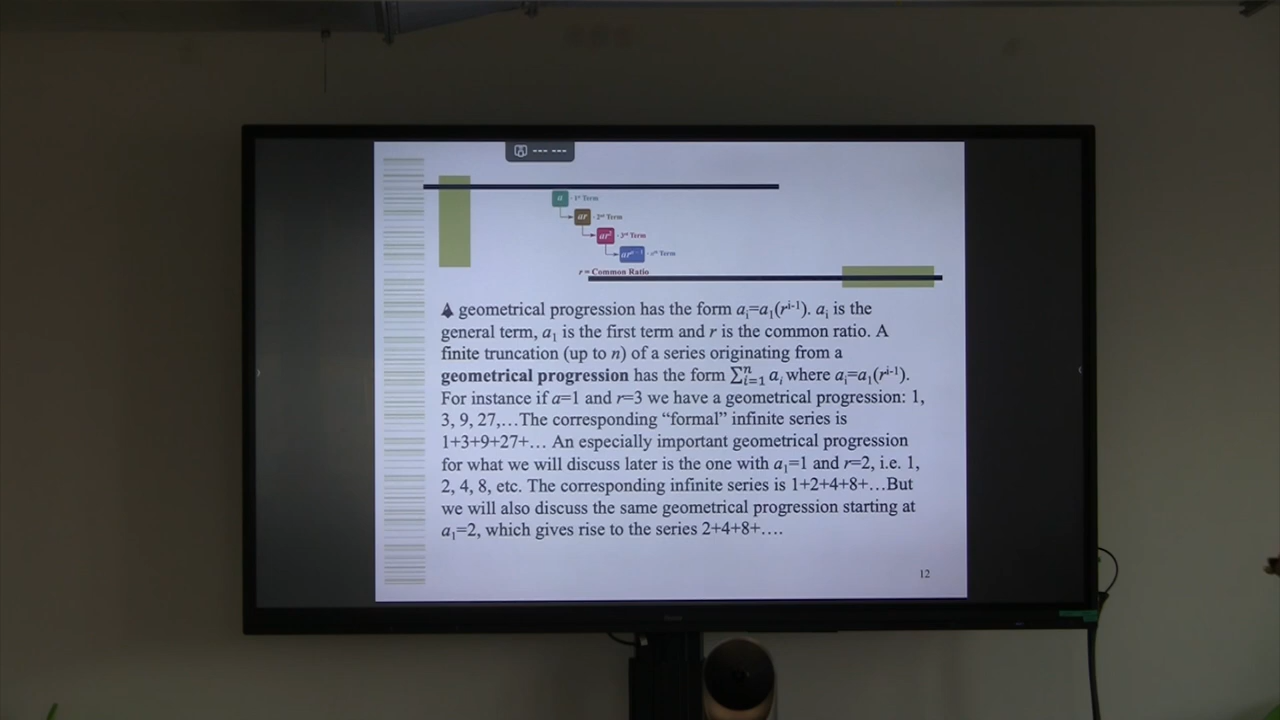 --- ---
a - 1st Term
ar - 2nd Term
ar² - 3rd Term
arⁿ⁻¹ - nth Term
r = Common Ratio
A geometrical progression has the form aᵢ=a₁(rⁱ⁻¹). aᵢ is the
general term, a₁ is the first term and r is the common ratio. A
finite truncation (up to n) of a series originating from a
geometrical progression has the form ∑ⁿᵢ₌₁ aᵢ where aᵢ=a₁(rⁱ⁻¹).
For instance if a=1 and r=3 we have a geometrical progression: 1,
3, 9, 27,…The corresponding “formal” infinite series is
1+3+9+27+… An especially important geometrical progression
for what we will discuss later is the one with a₁=1 and r=2, i.e. 1,
2, 4, 8, etc. The corresponding infinite series is 1+2+4+8+…But
we will also discuss the same geometrical progression starting at
a₁=2, which gives rise to the series 2+4+8+….
12